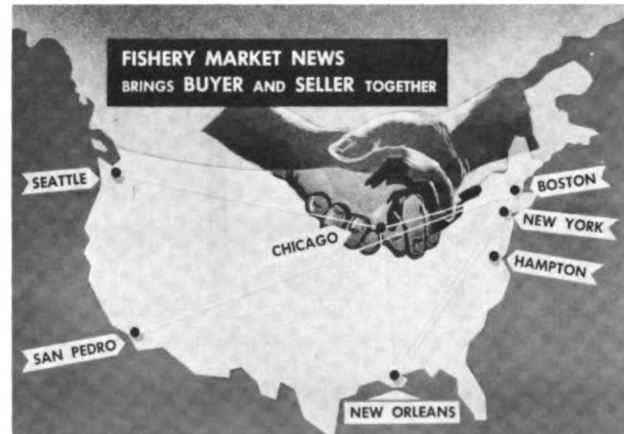 FISHERY MARKET NEWS
BRINGS BUYER AND SELLER TOGETHER
SEATTLE
BOSTON
NEW YORK
CHICAGO
HAMPTON
SAN PEDRO
NEW ORLEANS